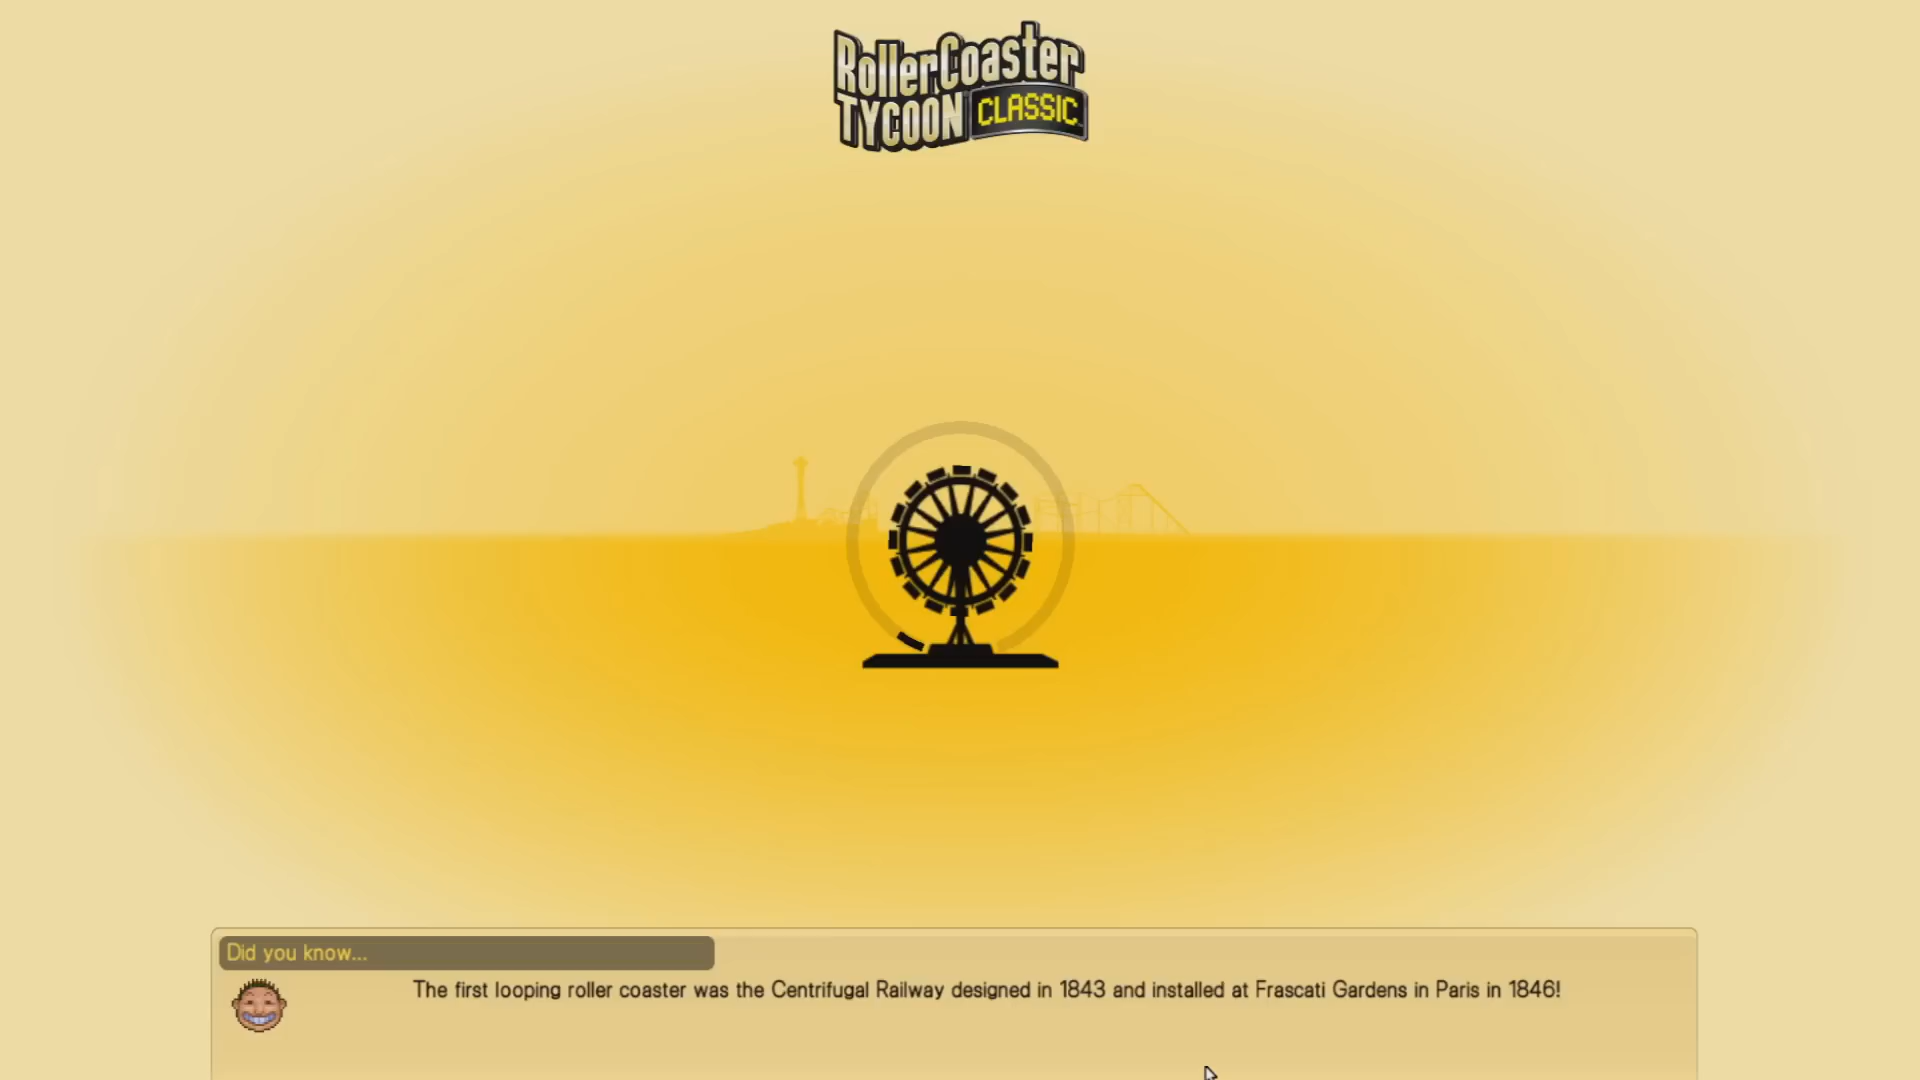 RollerCoaster
TYCOON CLASSIC
Did you know...
The first looping roller coaster was the Centrifugal Railway designed in 1843 and installed at Frascati Gardens in Paris in 1846!